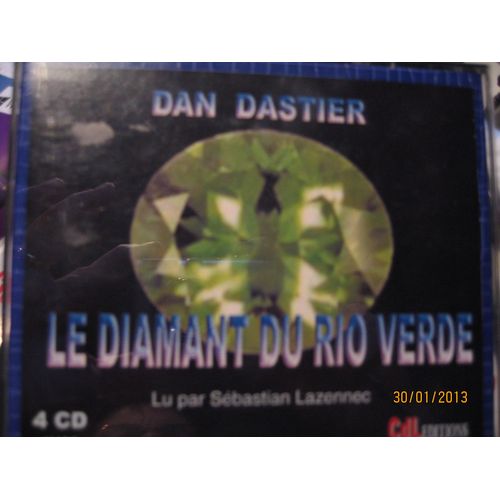 DAN DASTIER
LE DIAMANT DU RIO VERDE
Lu par Sébastian Lazennec
30/01/2013
4 CD
CdL EDITIONS